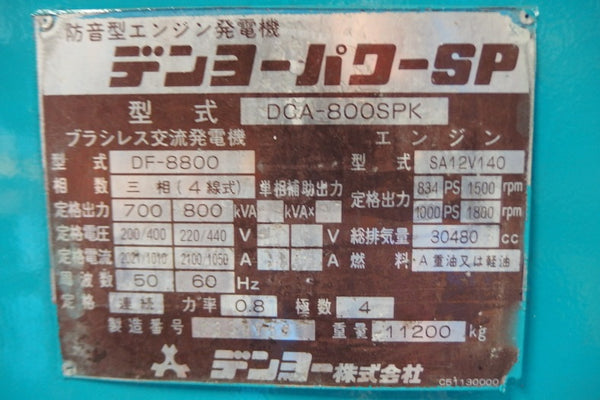 防音型エンジン発電機
デンヨーパワーSP
型式 DCA-800SPK
ブラシレス交流発電機 エンジン
型式 DF-8800 型式 SA12V140
相数 三相(4線式) 単相補助出力 定格出力 834 PS 1500 rpm
定格出力 700 800 kVA kVA× 1000 PS 1800 rpm
定格電圧 200/400 220/440 V V 総排気量 30480 cc
定格電流 2021/1010 2100/1050 A A 燃料 A重油又は軽油
周波数 50 60 Hz
定格 連続 力率 0.8 極数 4
製造番号 重量 11200 kg
デンヨー株式会社
C51130000